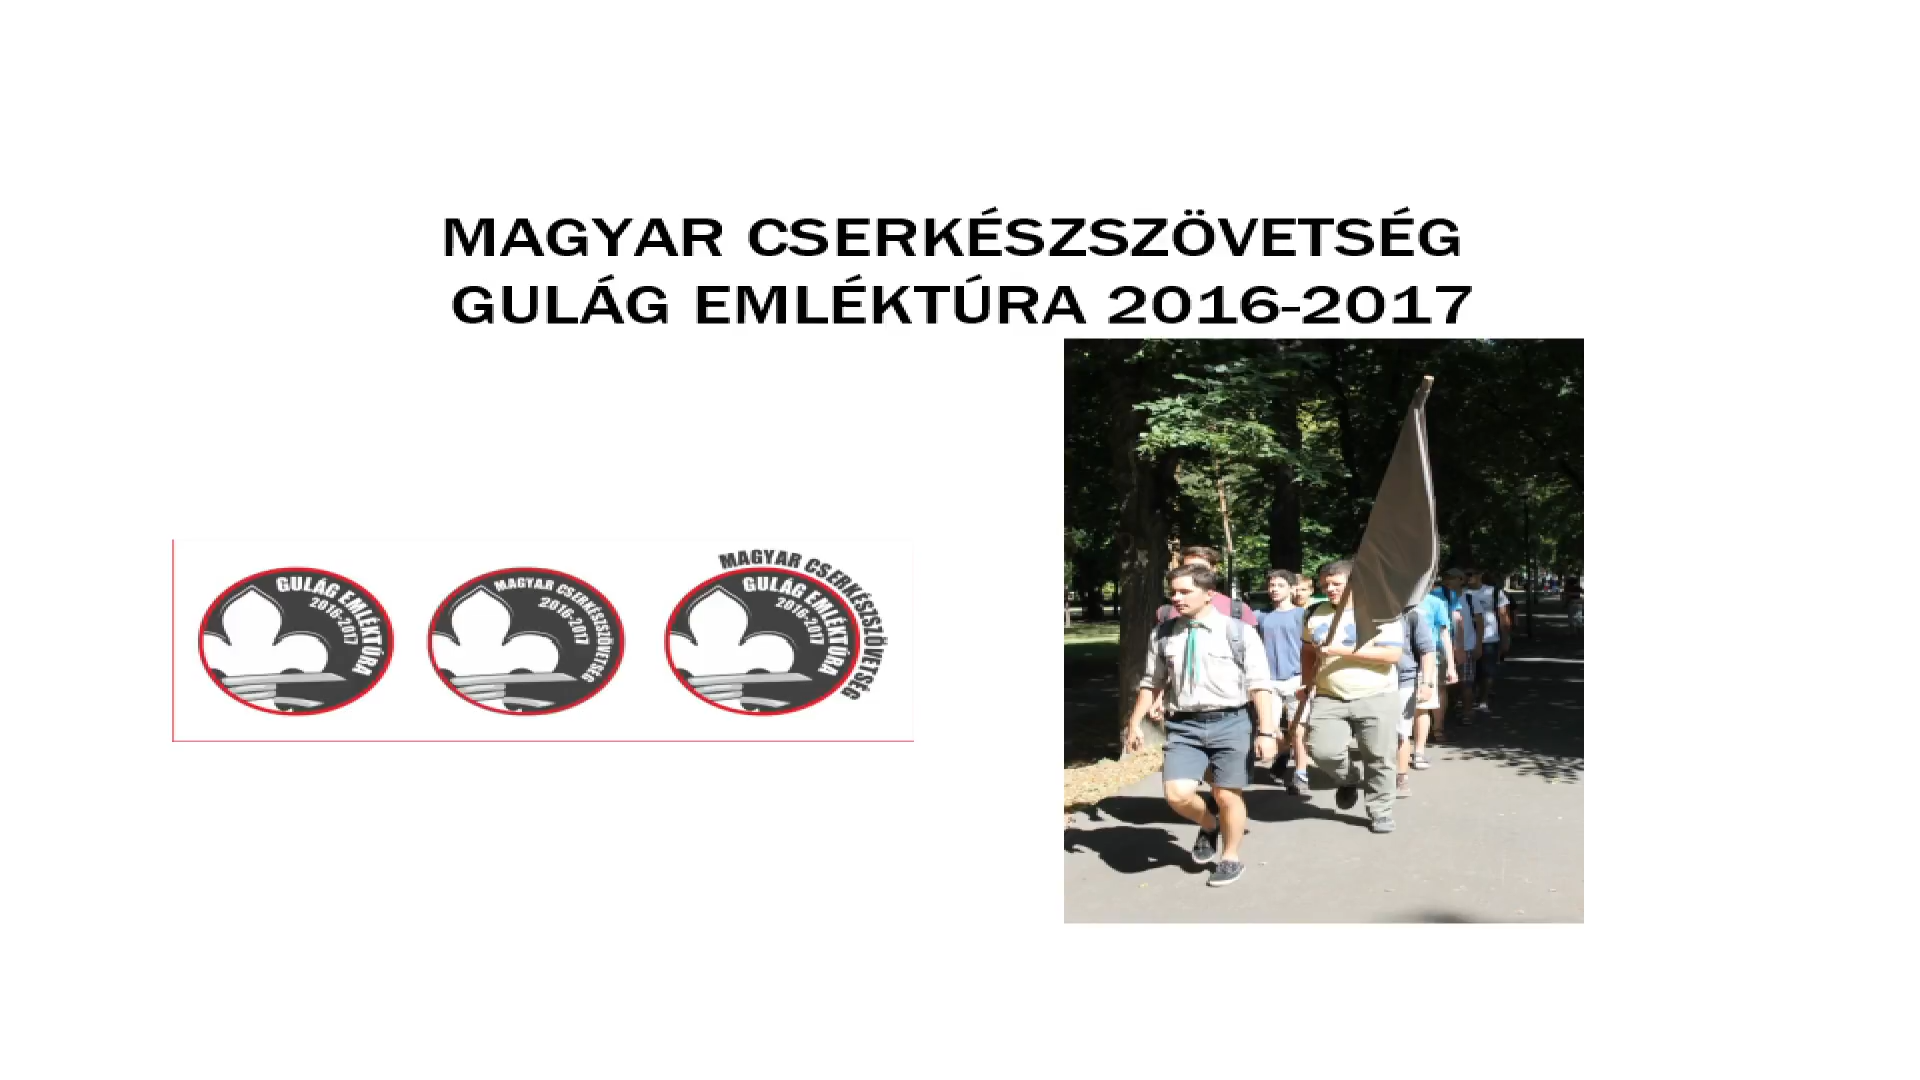 MAGYAR CSERKÉSZSZÖVETSÉG
GULÁG EMLÉKTÚRA 2016-2017
GULÁG EMLÉKTÚRA
2016-2017
MAGYAR CSERKÉSZSZÖVETSÉG
2016-2017
MAGYAR CSERKÉSZSZÖVETSÉG
GULÁG EMLÉKTÚRA
2016-2017